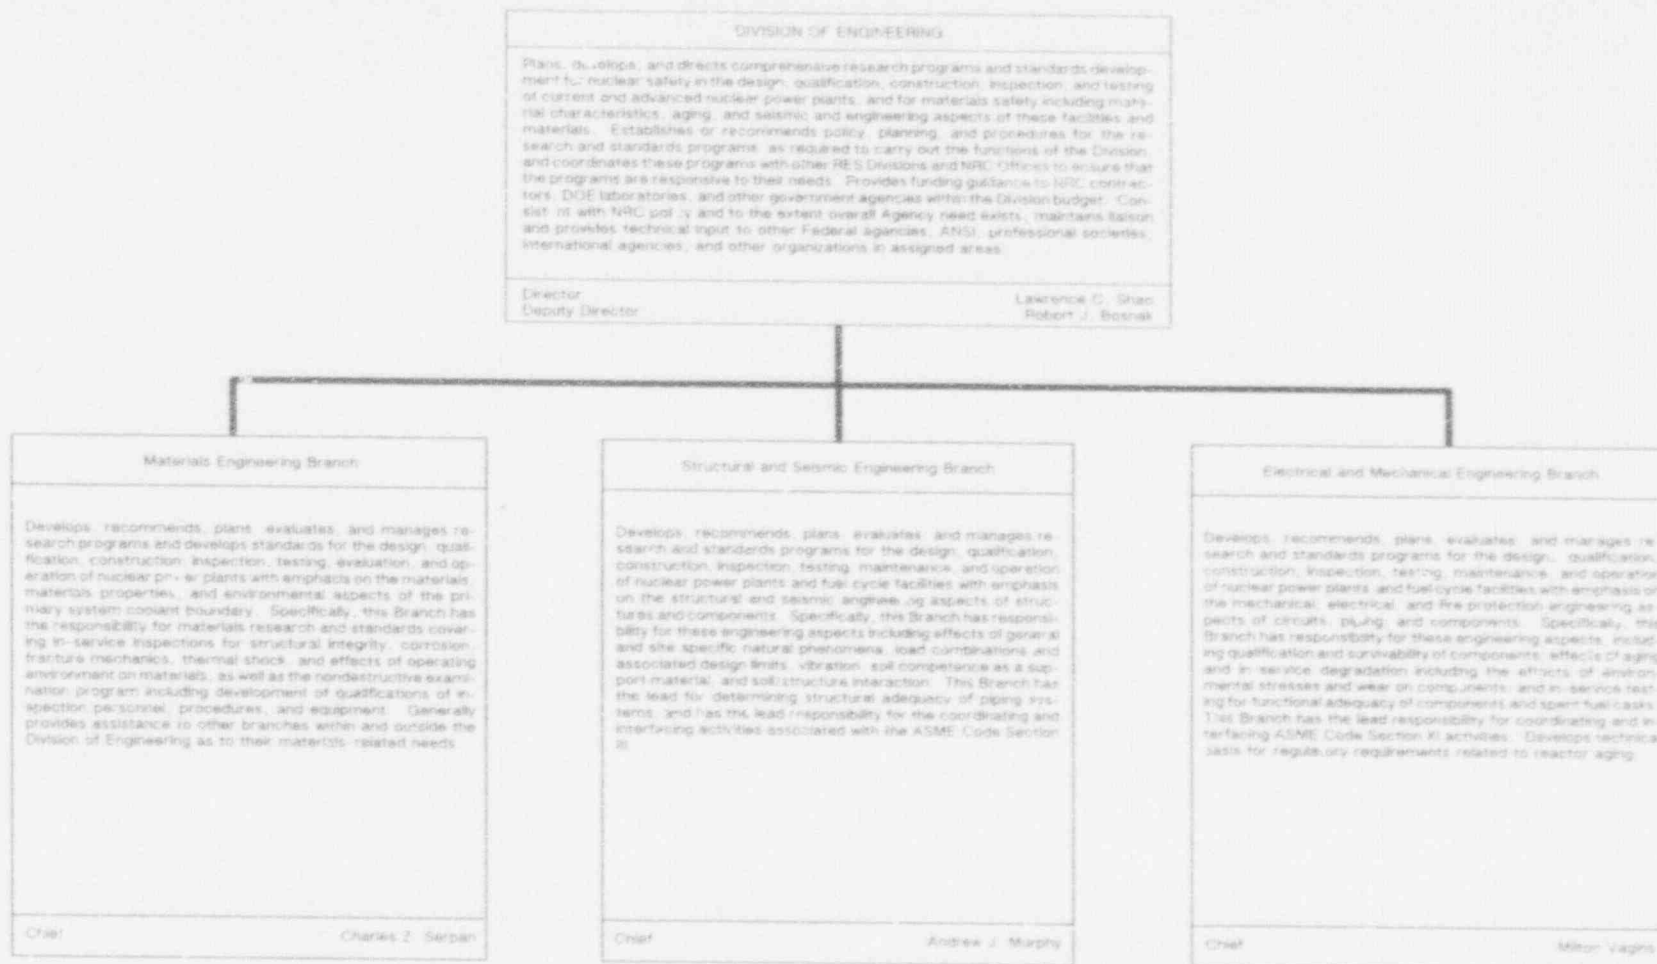 DIVISION OF ENGINEERING
Plans, develops, and directs comprehensive research programs and standards develop-
ment for nuclear safety in the design, qualification, construction, inspection, and testing
of current and advanced nuclear power plants, and for materials safety including mate-
rial characteristics, aging, and seismic and engineering aspects of these facilities and
materials. Establishes or recommends policy, planning, and procedures for the re-
search and standards programs as required to carry out the functions of the Division,
and coordinates these programs with other RES Divisions and NRC Offices to ensure that
the programs are responsive to their needs. Provides funding guidance to NRC contrac-
tors, DOE laboratories, and other government agencies within the Division budget. Con-
sistent with NRC policy and to the extent overall Agency need exists, maintains liaison
and provides technical input to other Federal agencies, ANSI, professional societies,
international agencies, and other organizations in assigned areas.
Director Lawrence C. Shao
Deputy Director Robert J. Bosnak
Materials Engineering Branch
Develops, recommends, plans, evaluates, and manages re-
search programs and develops standards for the design, quali-
fication, construction, inspection, testing, evaluation, and op-
eration of nuclear power plants with emphasis on the materials,
materials properties, and environmental aspects of the pri-
mary system coolant boundary. Specifically, this Branch has
the responsibility for materials research and standards cover-
ing in-service inspections for structural integrity, corrosion,
fracture mechanics, thermal shock, and effects of operating
environment on materials, as well as the nondestructive exami-
nation program including development of qualifications of in-
spection personnel, procedures, and equipment. Generally
provides assistance to other branches within and outside the
Division of Engineering as to their materials-related needs.
Chief Charles Z. Serpan
Structural and Seismic Engineering Branch
Develops, recommends, plans, evaluates, and manages re-
search and standards programs for the design, qualification,
construction, inspection, testing, maintenance, and operation
of nuclear power plants and fuel cycle facilities with emphasis
on the structural and seismic engineering aspects of struc-
tures and components. Specifically, this Branch has responsi-
bility for these engineering aspects including effects of general
and site specific natural phenomena, load combinations and
associated design limits, vibration, soil competence as a sup-
port material, and soil/structure interaction. This Branch has
the lead for determining structural adequacy of piping sys-
tems, and has the lead responsibility for the coordinating and
interfacing activities associated with the ASME Code Section
Chief Andrew J. Murphy
Electrical and Mechanical Engineering Branch
Develops, recommends, plans, evaluates, and manages re-
search and standards programs for the design, qualification,
construction, inspection, testing, maintenance, and operation
of nuclear power plants and fuel cycle facilities with emphasis on
the mechanical, electrical, and fire protection engineering as-
pects of circuits, piping, and components. Specifically, this
Branch has responsibility for these engineering aspects, includ-
ing qualification and survivability of components, effects of aging
and in-service degradation including the effects of environ-
mental stresses and wear on components, and in-service test-
ing for functional adequacy of components and spent fuel casks.
This Branch has the lead responsibility for coordinating and in-
terfacing ASME Code Section XI activities. Develops technical
basis for regulatory requirements related to reactor aging.
Chief Milton Vagins